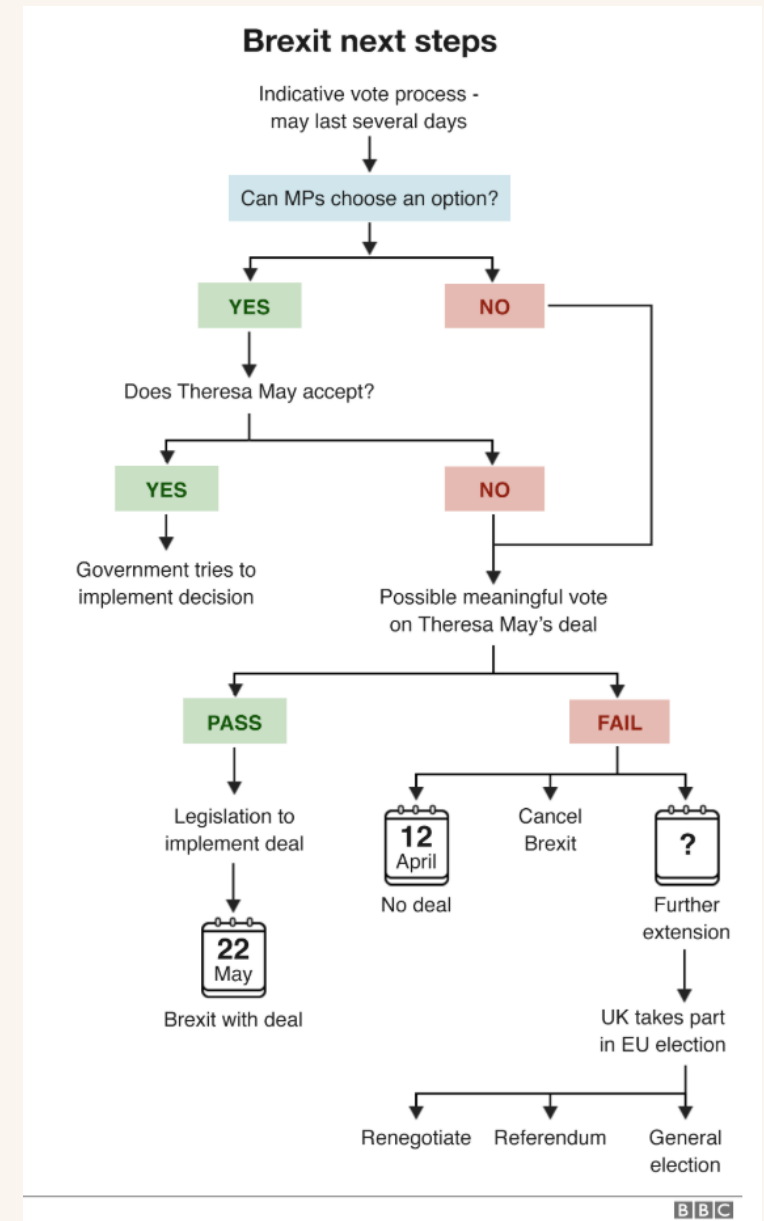 Brexit next steps
Indicative vote process -
may last several days
Can MPs choose an option?
YES
NO
Does Theresa May accept?
YES
NO
Government tries to
implement decision
Possible meaningful vote
on Theresa May's deal
PASS
FAIL
Legislation to
implement deal
12
April
No deal
Cancel
Brexit
?
Further
extension
22
May
Brexit with deal
UK takes part
in EU election
Renegotiate
Referendum
General
election
BBC